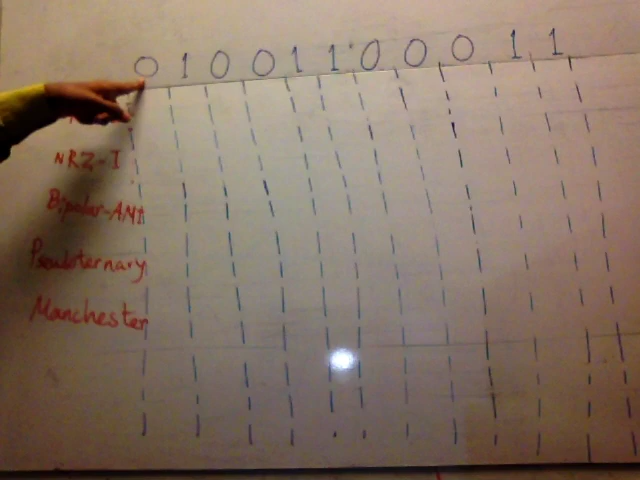 0 1 0 0 1 1 0 0 0 1 1
NRZ-I
Bipolar-AMI
Pseudoternary
Manchester